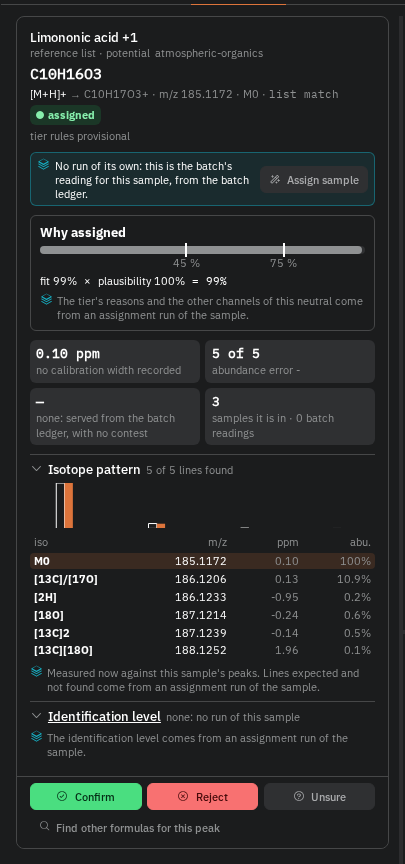 Limononic acid +1
reference list · potential atmospheric-organics
C10H16O3
[M+H]+ → C10H17O3+ · m/z 185.1172 · M0 · list match
assigned
tier rules provisional
No run of its own: this is the batch's
reading for this sample, from the batch
ledger.
Assign sample
Why assigned
45 %
75 %
fit 99% × plausibility 100% = 99%
The tier's reasons and the other channels of this neutral come
from an assignment run of the sample.
0.10 ppm
no calibration width recorded
5 of 5
abundance error -
—
none: served from the batch
ledger, with no contest
3
samples it is in · 0 batch
readings
Isotope pattern 5 of 5 lines found
iso m/z ppm abu.
M0 185.1172 0.10 100%
[13C]/[17O] 186.1206 0.13 10.9%
[2H] 186.1233 -0.95 0.2%
[18O] 187.1214 -0.24 0.6%
[13C]2 187.1239 -0.14 0.5%
[13C][18O] 188.1252 1.96 0.1%
Measured now against this sample's peaks. Lines expected and
not found come from an assignment run of the sample.
Identification level none: no run of this sample
The identification level comes from an assignment run of the
sample.
Confirm
Reject
Unsure
Find other formulas for this peak